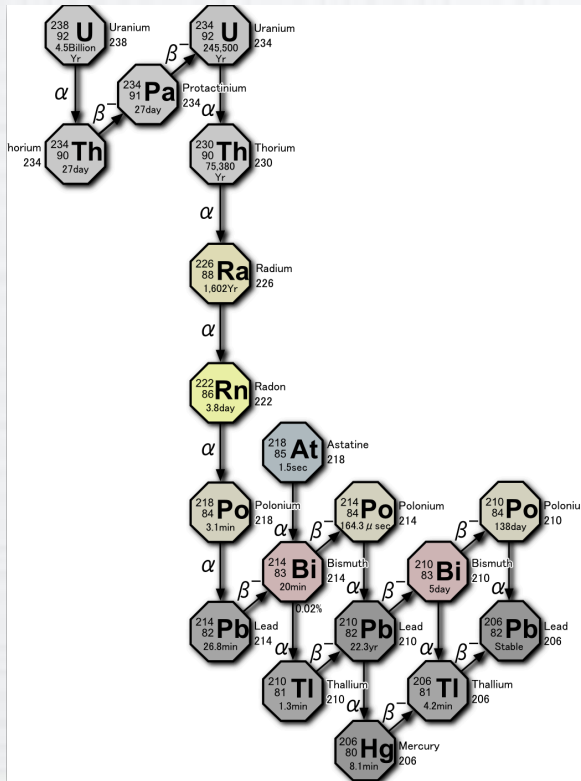 238
92 U Uranium
238
4.5Billion
Yr
α
234
90 Th horium
234
27day
β⁻
234
91 Pa Protactinium
234
27day
β⁻
234
92 U Uranium
234
245,500
Yr
α
230
90 Th Thorium
230
75,380
Yr
α
226
88 Ra Radium
226
1,602Yr
α
222
86 Rn Radon
222
3.8day
α
218
85 At Astatine
218
1.5sec
α
218
84 Po Polonium
218
3.1min
α
214
84 Po Polonium
214
164.3 μ sec
α
210
84 Po Poloniu
210
138day
α
214
83 Bi Bismuth
214
20min
0.02%
β⁻
α
210
83 Bi Bismuth
210
5day
β⁻
α
214
82 Pb Lead
214
26.8min
β⁻
210
82 Pb Lead
210
22.3yr
β⁻
α
206
82 Pb Lead
206
Stable
210
81 Tl Thallium
210
1.3min
β⁻
206
81 Tl Thallium
206
4.2min
β⁻
206
80 Hg Mercury
206
8.1min
β⁻